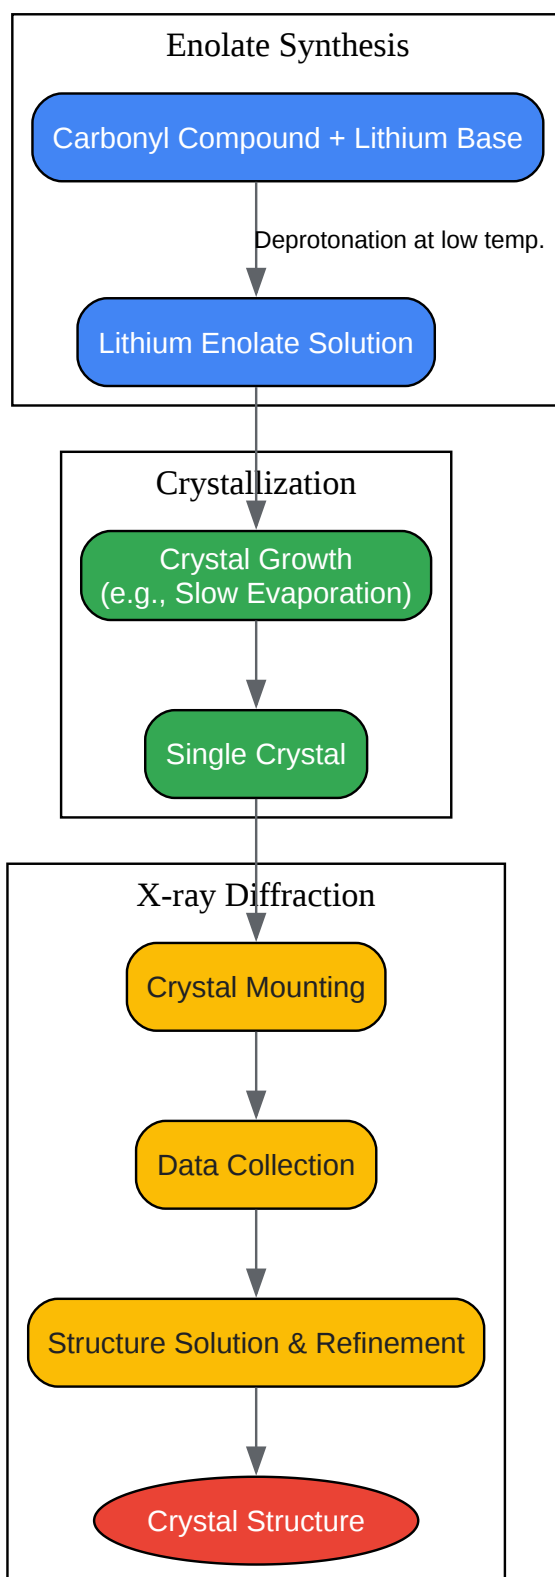 Enolate Synthesis
Carbonyl Compound + Lithium Base
Deprotonation at low temp.
Lithium Enolate Solution
Crystallization
Crystal Growth
(e.g., Slow Evaporation)
Single Crystal
X-ray Diffraction
Crystal Mounting
Data Collection
Structure Solution & Refinement
Crystal Structure